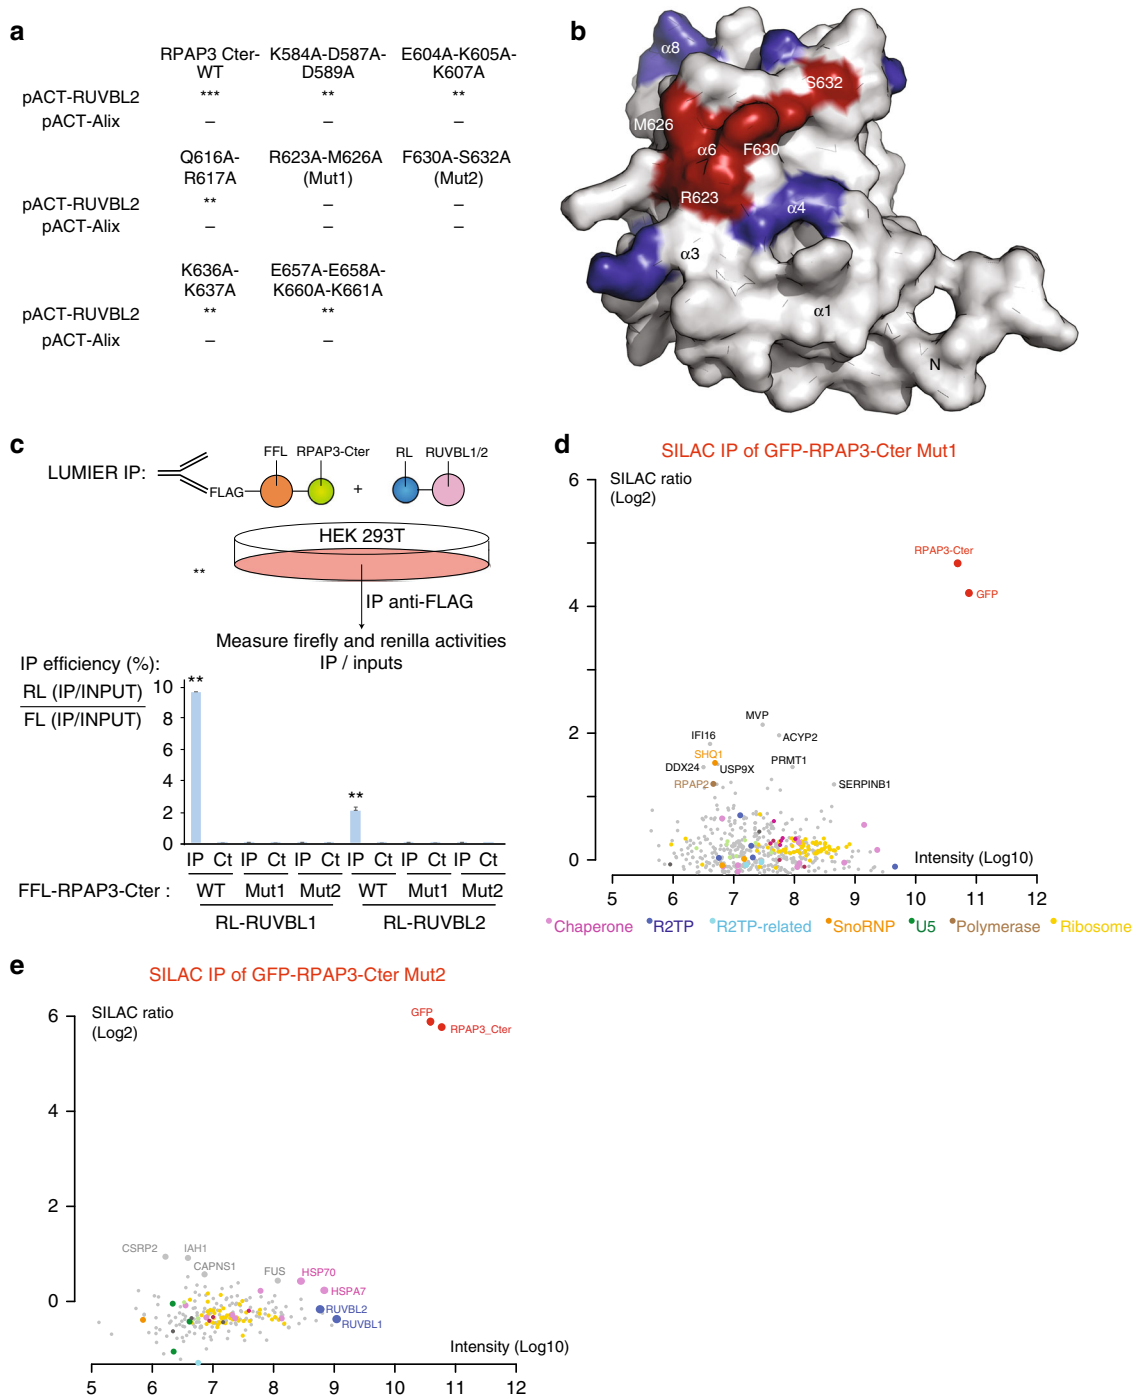 a
RPAP3 Cter-
WT
K584A-D587A-
D589A
E604A-K605A-
K607A
pACT-RUVBL2 *** ** **
pACT-Alix – – –
Q616A-
R617A
R623A-M626A
(Mut1)
F630A-S632A
(Mut2)
pACT-RUVBL2 ** – –
pACT-Alix – – –
K636A-
K637A
E657A-E658A-
K660A-K661A
pACT-RUVBL2 ** **
pACT-Alix – –
b
α8
S632
M626
α6
F630
R623
α4
α3
α1
N
c
LUMIER IP:
FFL RPAP3-Cter RL RUVBL1/2
FLAG
+
HEK 293T
**
IP anti-FLAG
Measure firefly and renilla activities
IP / inputs
IP efficiency (%):
RL (IP/INPUT)
FL (IP/INPUT)
10
8
6
4
2
0
**
**
IP Ct IP Ct IP Ct IP Ct IP Ct IP Ct
FFL-RPAP3-Cter : WT Mut1 Mut2 WT Mut1 Mut2
RL-RUVBL1 RL-RUVBL2
d
SILAC IP of GFP-RPAP3-Cter Mut1
SILAC ratio
(Log2)
6
4
2
0
RPAP3-Cter
GFP
MVP
ACYP2
IFI16
SHQ1
DDX24
USP9X
PRMT1
RPAP2
SERPINB1
Intensity (Log10)
5 6 7 8 9 10 11 12
Chaperone R2TP R2TP-related SnoRNP U5 Polymerase Ribosome
e
SILAC IP of GFP-RPAP3-Cter Mut2
SILAC ratio
(Log2)
6
4
2
0
GFP
RPAP3_Cter
CSRP2
IAH1
CAPNS1
FUS
HSP70
HSPA7
RUVBL2
RUVBL1
Intensity (Log10)
5 6 7 8 9 10 11 12